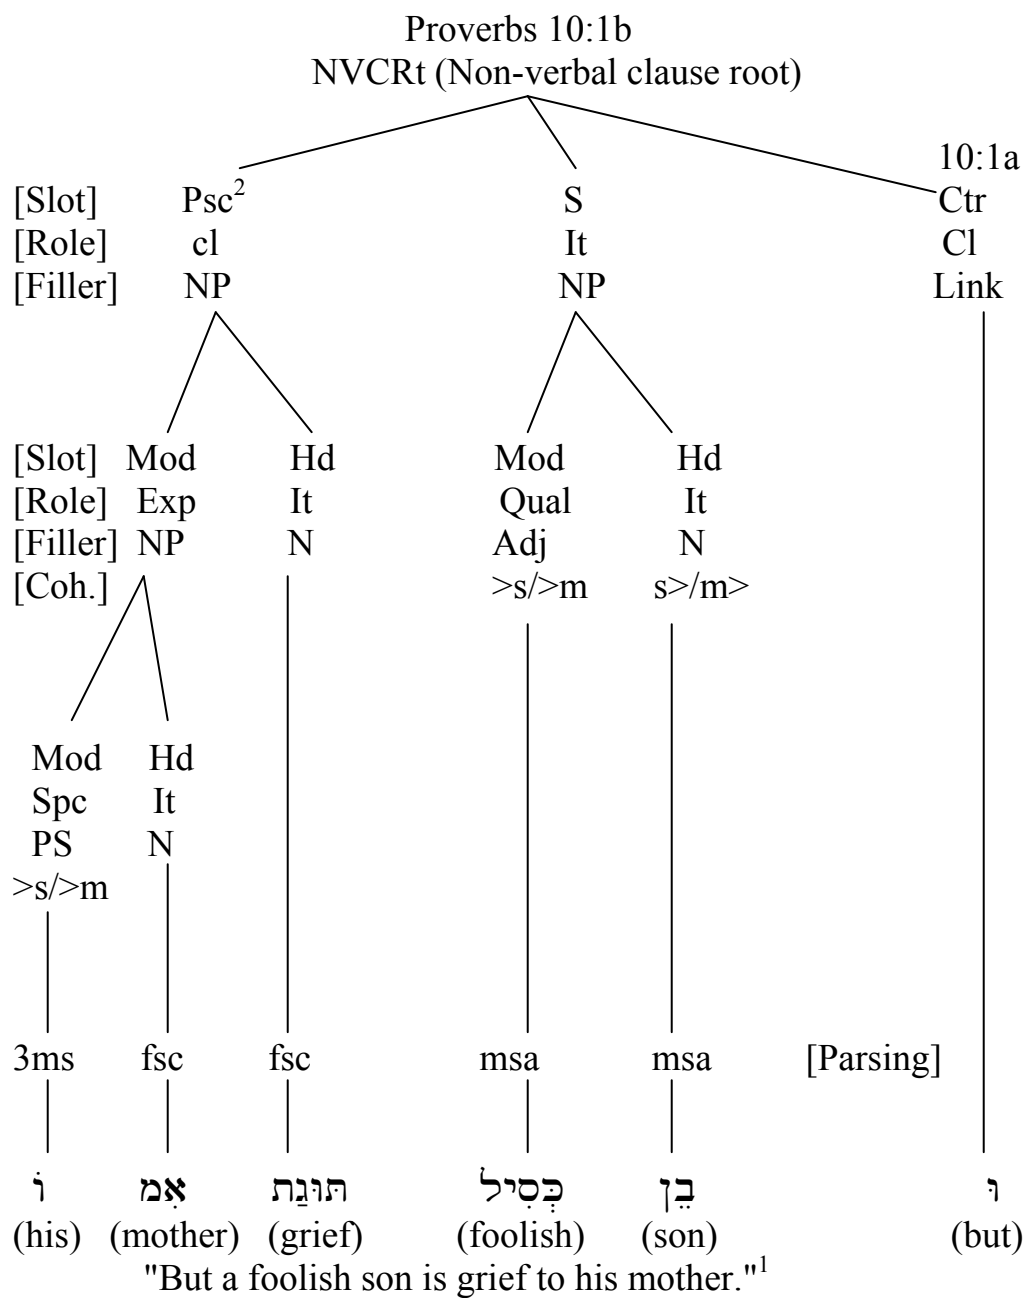 Proverbs 10:1b
NVCRt (Non-verbal clause root)
10:1a
[Slot] Psc² S Ctr
[Role] cl It Cl
[Filler] NP NP Link
[Slot] Mod Hd Mod Hd
[Role] Exp It Qual It
[Filler] NP N Adj N
[Coh.] >s/>m s>/m>
Mod Hd
Spc It
PS N
>s/>m
3ms fsc fsc msa msa [Parsing]
וֹ אִמ תּוּגַת כְּסִיל בֵן וּ
(his) (mother) (grief) (foolish) (son) (but)
"But a foolish son is grief to his mother."¹